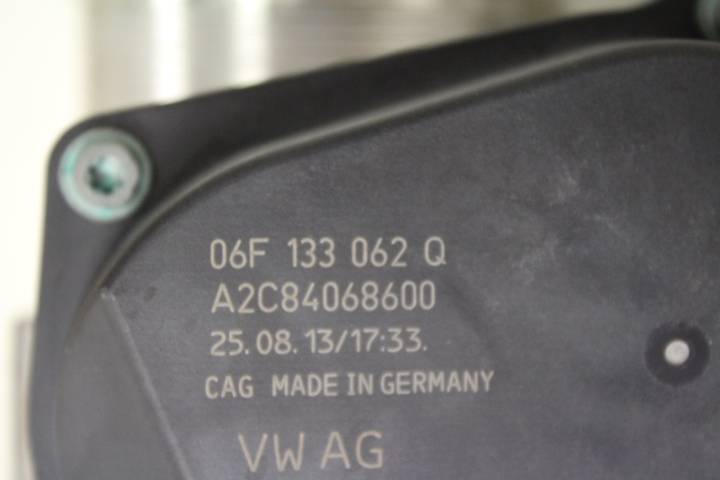 06F 133 062 Q
A2C84068600
25.08.13/17:33.
CAG MADE IN GERMANY
VW AG